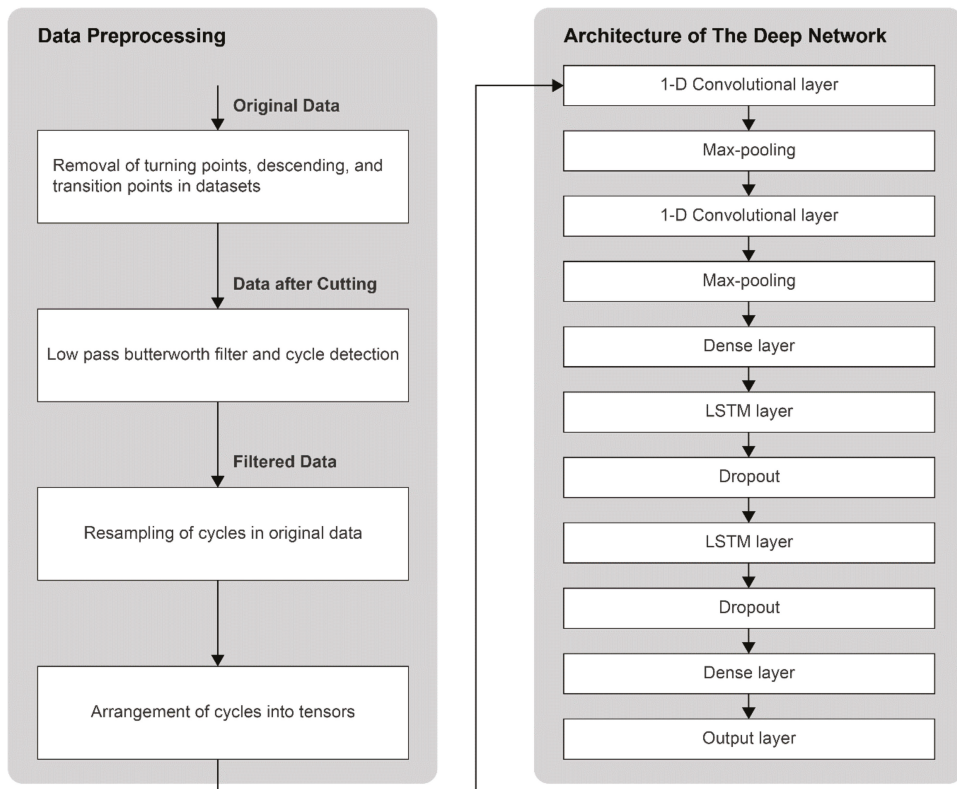 Data Preprocessing
Original Data
Removal of turning points, descending, and
transition points in datasets
Data after Cutting
Low pass butterworth filter and cycle detection
Filtered Data
Resampling of cycles in original data
Arrangement of cycles into tensors
Architecture of The Deep Network
1-D Convolutional layer
Max-pooling
1-D Convolutional layer
Max-pooling
Dense layer
LSTM layer
Dropout
LSTM layer
Dropout
Dense layer
Output layer